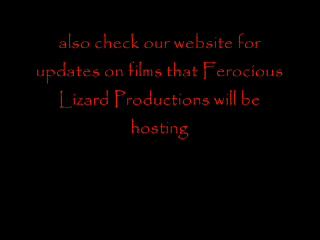 also check our website for
updates on films that Ferocious
Lizard Productions will be
hosting